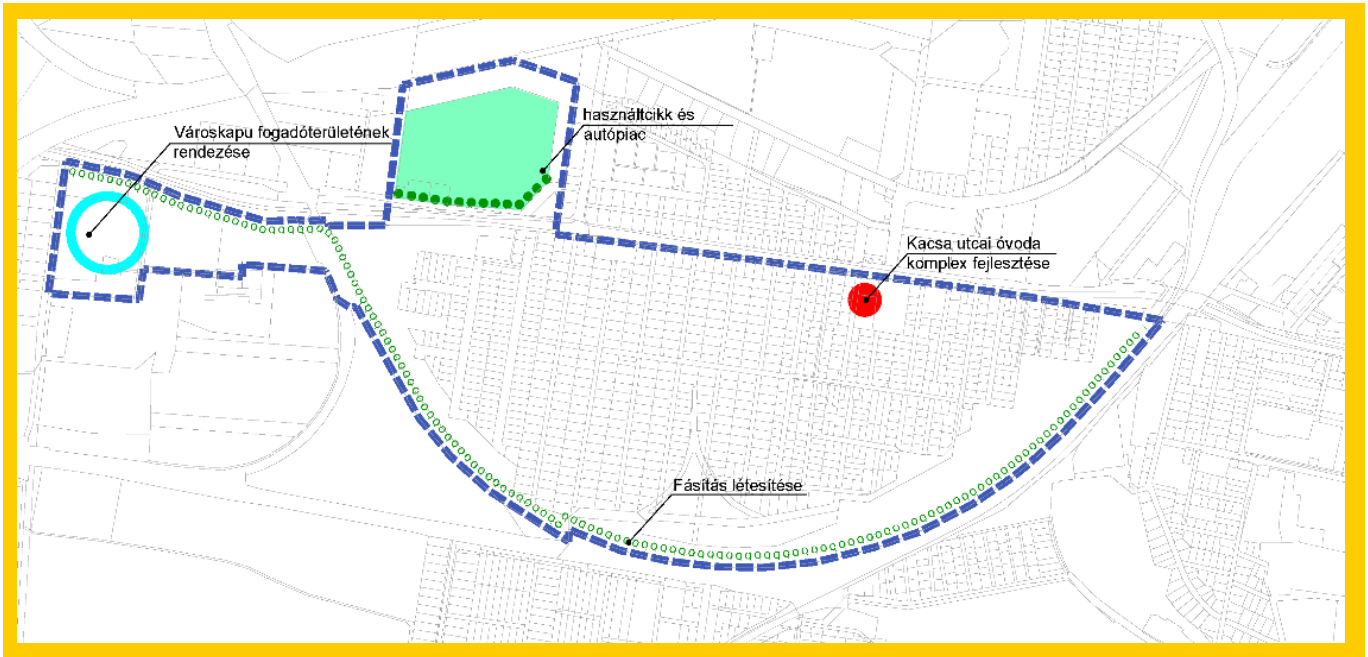 Városkapu fogadóterületének
rendezése
használtcikk és
autópiac
Kacsa utcai óvoda
komplex fejlesztése
Fásítás létesítése